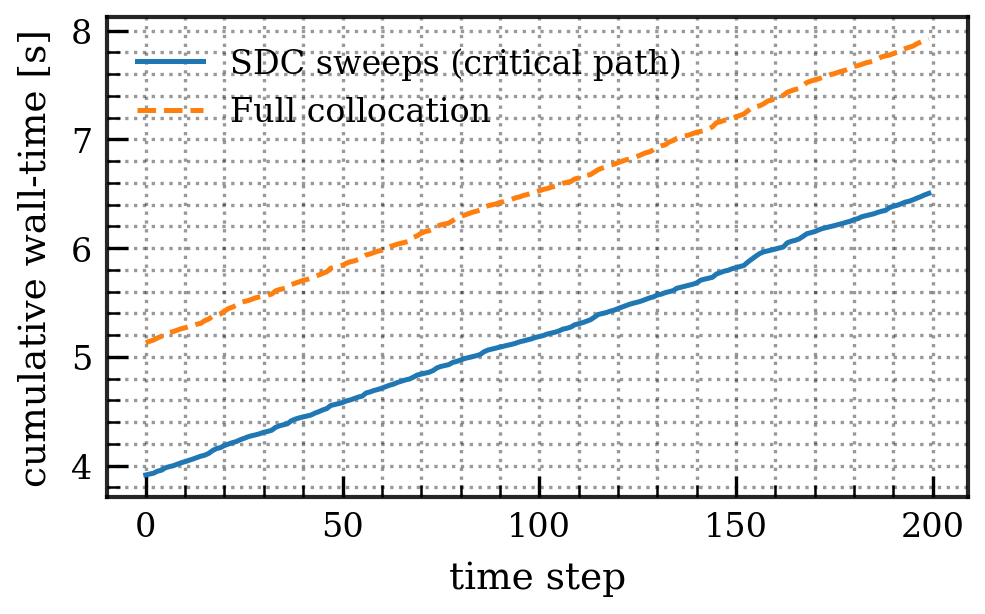 cumulative wall-time [s]
8
7
6
5
4
SDC sweeps (critical path)
Full collocation
0 50 100 150 200
time step